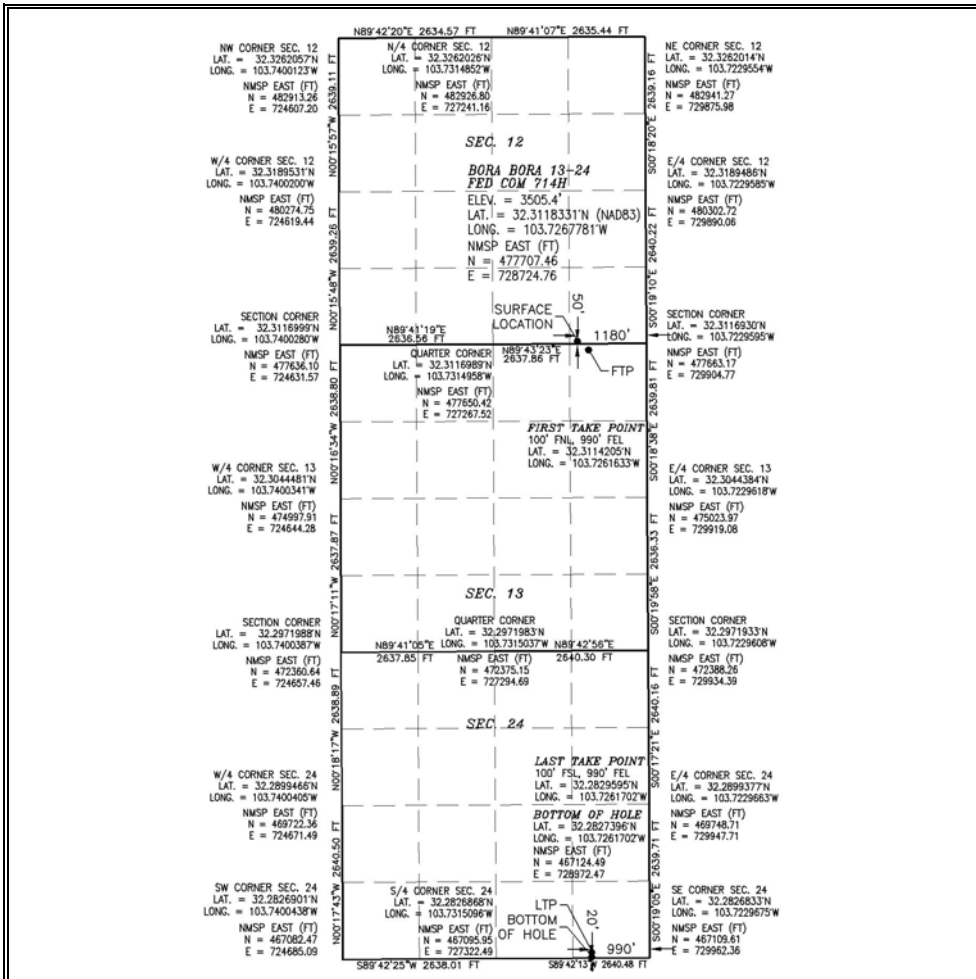 N89°42'20"E 2634.57 FT
N89°41'07"E 2635.44 FT
NW CORNER SEC. 12
LAT. = 32.3262057'N
LONG. = 103.7400123'W
NMSP EAST (FT)
N = 482913.26
E = 724607.20
N/4 CORNER SEC. 12
LAT. = 32.3262026'N
LONG. = 103.7314852'W
NMSP EAST (FT)
N = 482926.80
E = 727241.16
NE CORNER SEC. 12
LAT. = 32.3262014'N
LONG. = 103.7229554'W
NMSP EAST (FT)
N = 482941.27
E = 729875.98
N00°15'57"W 2639.11 FT
S00°18'20"E 2639.16 FT
SEC. 12
W/4 CORNER SEC. 12
LAT. = 32.3189531'N
LONG. = 103.7400200'W
NMSP EAST (FT)
N = 480274.75
E = 724619.44
BORA BORA 13-24
FED COM 714H
ELEV. = 3505.4'
LAT. = 32.3118331'N (NAD83)
LONG. = 103.7267781'W
NMSP EAST (FT)
N = 477707.46
E = 728724.76
E/4 CORNER SEC. 12
LAT. = 32.3189486'N
LONG. = 103.7229585'W
NMSP EAST (FT)
N = 480302.72
E = 729890.06
N00°15'48"W 2639.26 FT
S00°19'10"E 2640.22 FT
SURFACE
LOCATION
50'
1180'
FTP
SECTION CORNER
LAT. = 32.3116999'N
LONG. = 103.7400280'W
NMSP EAST (FT)
N = 477636.10
E = 724631.57
N89°41'19"E
2636.56 FT
N89°43'23"E
2637.86 FT
QUARTER CORNER
LAT. = 32.3116989'N
LONG. = 103.7314958'W
NMSP EAST (FT)
N = 477650.42
E = 727267.52
SECTION CORNER
LAT. = 32.3116930'N
LONG. = 103.7229595'W
NMSP EAST (FT)
N = 477663.17
E = 729904.77
N00°16'34"W 2638.80 FT
S00°18'38"E 2639.81 FT
FIRST TAKE POINT
100' FNL, 990' FEL
LAT. = 32.3114205'N
LONG. = 103.7261633'W
W/4 CORNER SEC. 13
LAT. = 32.3044481'N
LONG. = 103.7400341'W
NMSP EAST (FT)
N = 474997.91
E = 724644.28
E/4 CORNER SEC. 13
LAT. = 32.3044384'N
LONG. = 103.7229618'W
NMSP EAST (FT)
N = 475023.97
E = 729919.08
N00°17'11"W 2637.87 FT
S00°19'58"E 2636.33 FT
SEC. 13
SECTION CORNER
LAT. = 32.2971988'N
LONG. = 103.7400387'W
NMSP EAST (FT)
N = 472360.64
E = 724657.46
QUARTER CORNER
LAT. = 32.2971983'N
LONG. = 103.7315037'W
NMSP EAST (FT)
N = 472375.15
E = 727294.69
N89°41'05"E
2637.85 FT
N89°42'56"E
2640.30 FT
SECTION CORNER
LAT. = 32.2971933'N
LONG. = 103.7229608'W
NMSP EAST (FT)
N = 472388.26
E = 729934.39
N00°18'17"W 2638.89 FT
S00°17'21"E 2640.16 FT
SEC. 24
W/4 CORNER SEC. 24
LAT. = 32.2899466'N
LONG. = 103.7400405'W
NMSP EAST (FT)
N = 469722.36
E = 724671.49
LAST TAKE POINT
100' FSL, 990' FEL
LAT. = 32.2829595'N
LONG. = 103.7261702'W
BOTTOM OF HOLE
LAT. = 32.2827396'N
LONG. = 103.7261702'W
NMSP EAST (FT)
N = 467124.49
E = 728972.47
E/4 CORNER SEC. 24
LAT. = 32.2899377'N
LONG. = 103.7229663'W
NMSP EAST (FT)
N = 469748.71
E = 729947.71
N00°17'43"W 2640.50 FT
S00°19'05"E 2639.71 FT
SW CORNER SEC. 24
LAT. = 32.2826901'N
LONG. = 103.7400438'W
NMSP EAST (FT)
N = 467082.47
E = 724685.09
S/4 CORNER SEC. 24
LAT. = 32.2826868'N
LONG. = 103.7315096'W
NMSP EAST (FT)
N = 467095.95
E = 727322.49
LTP
BOTTOM
OF HOLE
20'
990'
SE CORNER SEC. 24
LAT. = 32.2826833'N
LONG. = 103.7229675'W
NMSP EAST (FT)
N = 467109.61
E = 729962.36
S89°42'25"W 2638.01 FT
S89°42'13"W 2640.48 FT